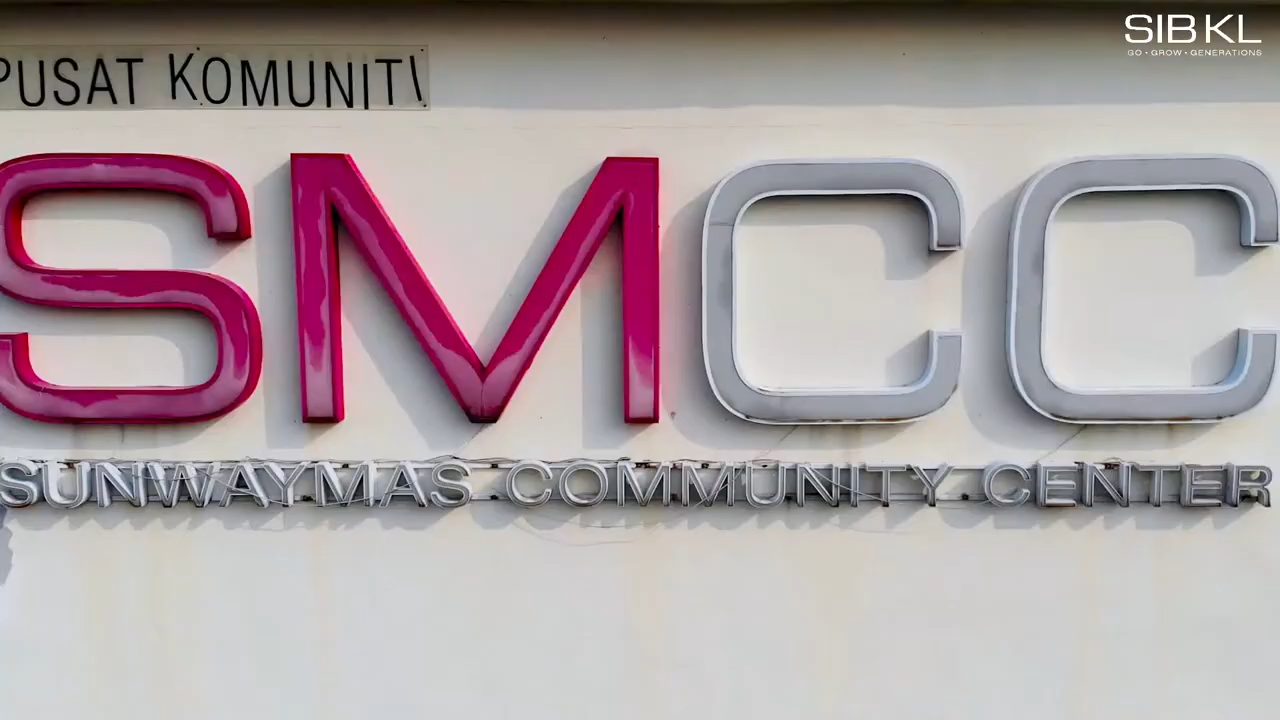 SIBKL
GO • GROW • GENERATIONS
PUSAT KOMUNITI
SMCC
SUNWAYMAS COMMUNITY CENTER